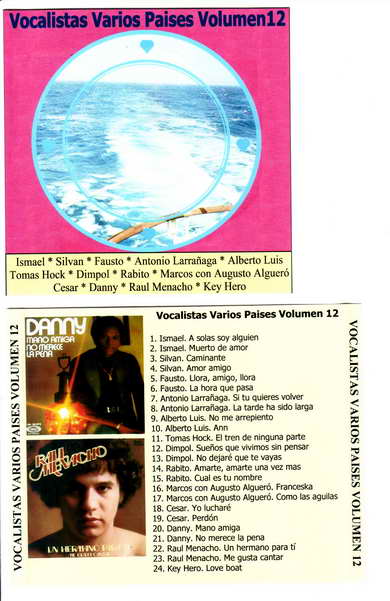 Vocalistas Varios Paises Volumen12
Ismael * Silvan * Fausto * Antonio Larrañaga * Alberto Luis
Tomas Hock * Dimpol * Rabito * Marcos con Augusto Algueró
Cesar * Danny * Raul Menacho * Key Hero
VOCALISTAS VARIOS PAISES VOLUMEN 12
DANNY
MANO AMIGA
NO MERECE
LA PENA
RAUL
MENACHO
UN HERMANO PARA TI
Vocalistas Varios Paises Volumen 12
1. Ismael. A solas soy alguien
2. Ismael. Muerto de amor
3. Silvan. Caminante
4. Silvan. Amor amigo
5. Fausto. Llora, amigo, llora
6. Fausto. La hora que pasa
7. Antonio Larrañaga. Si tu quieres volver
8. Antonio Larrañaga. La tarde ha sido larga
9. Alberto Luis. No me arrepiento
10. Alberto Luis. Ann
11. Tomas Hock. El tren de ninguna parte
12. Dimpol. Sueños que vivimos sin pensar
13. Dimpol. No dejaré que te vayas
14. Rabito. Amarte, amarte una vez mas
15. Rabito. Cual es tu nombre
16. Marcos con Augusto Algueró. Franceska
17. Marcos con Augusto Algueró. Como las aguilas
18. Cesar. Yo lucharé
19. Cesar. Perdón
20. Danny. Mano amiga
21. Danny. No merece la pena
22. Raul Menacho. Un hermano para tí
23. Raul Menacho. Me gusta cantar
24. Key Hero. Love boat
VOCALISTAS VARIOS PAISES VOLUMEN 12